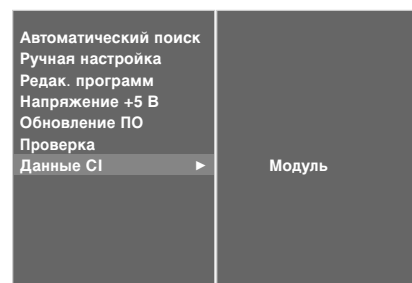 Автоматический поиск
Ручная настройка
Редак. программ
Напряжение +5 В
Обновление ПО
Проверка
Данные CI ►
Модуль